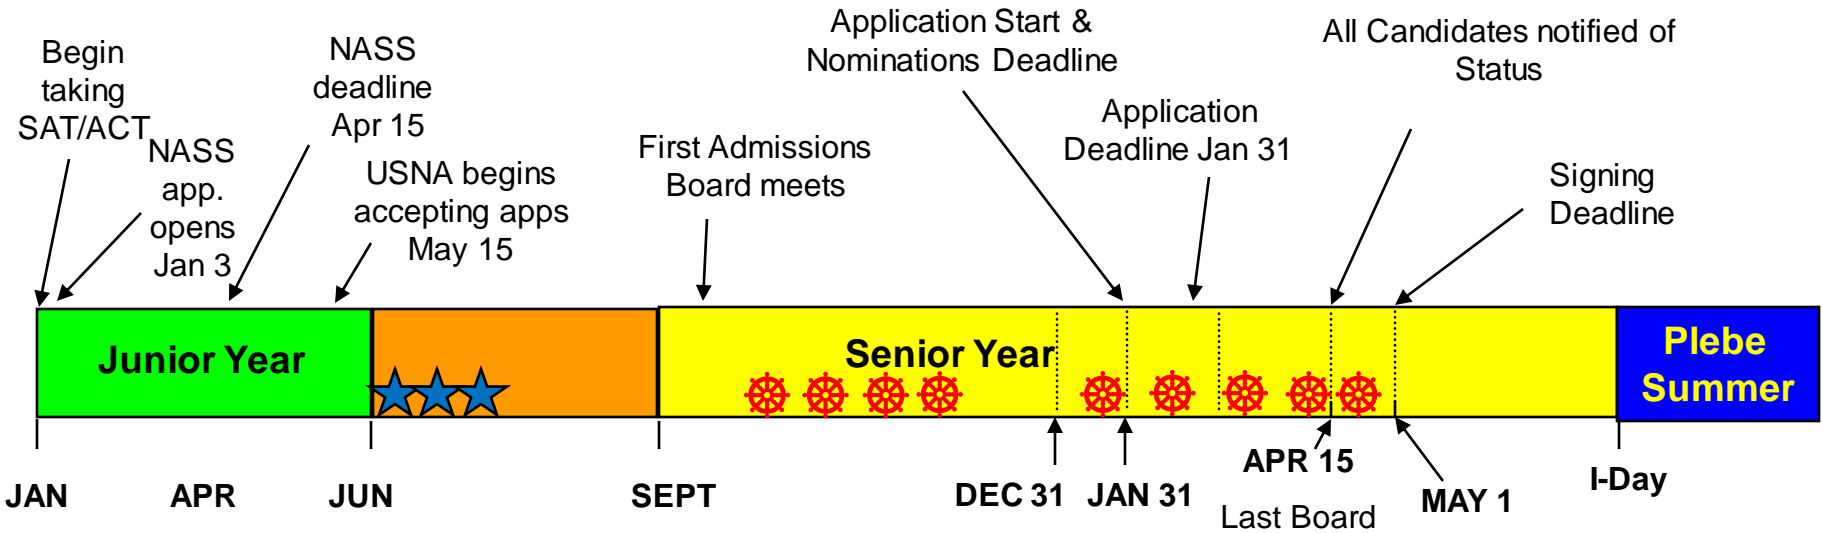 Begin
taking
SAT/ACT
NASS
app.
opens
Jan 3
NASS
deadline
Apr 15
USNA begins
accepting apps
May 15
First Admissions
Board meets
Application Start &
Nominations Deadline
Application
Deadline Jan 31
All Candidates notified of
Status
Signing
Deadline
Junior Year
Senior Year
Plebe
Summer
JAN
APR
JUN
SEPT
DEC 31
JAN 31
APR 15
Last Board
MAY 1
I-Day